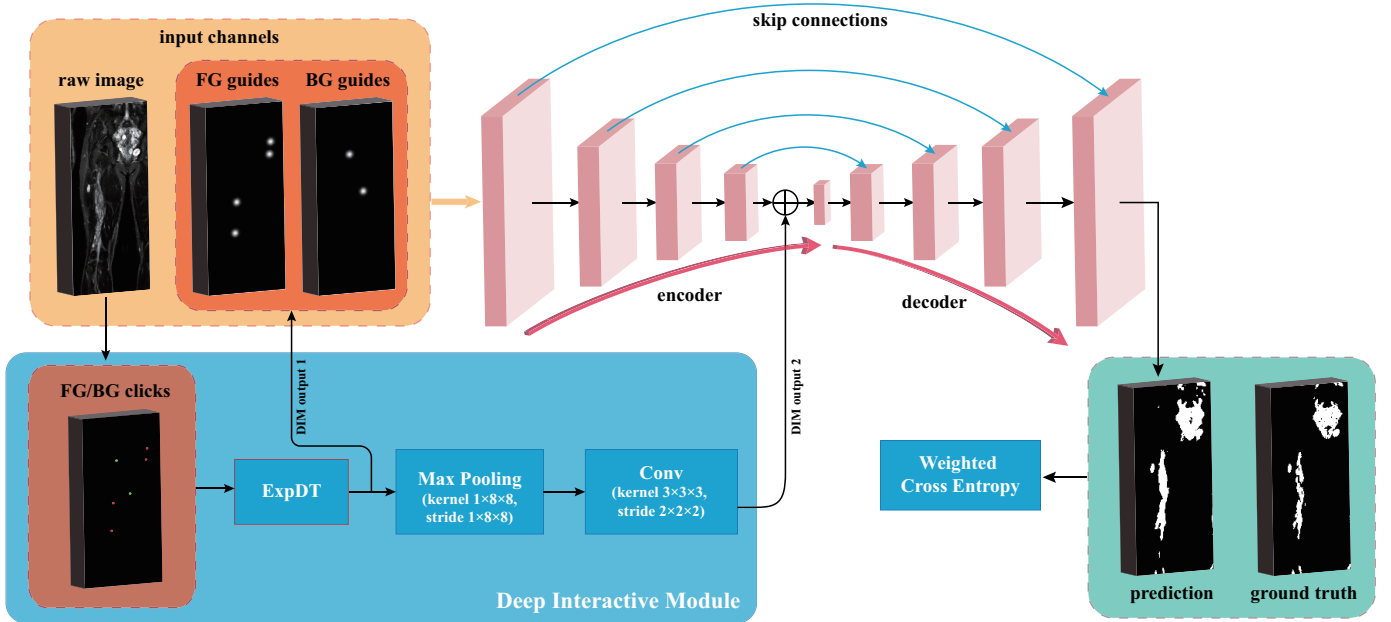 input channels
raw image
FG guides
BG guides
skip connections
encoder
decoder
DIM output 1
DIM output 2
FG/BG clicks
ExpDT
Max Pooling
(kernel 1×8×8,
stride 1×8×8)
Conv
(kernel 3×3×3,
stride 2×2×2)
Deep Interactive Module
Weighted
Cross Entropy
prediction
ground truth